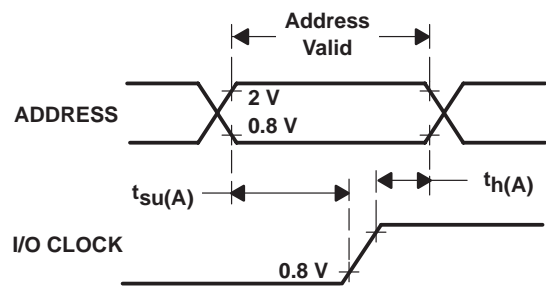 Address
Valid
2 V
ADDRESS
0.8 V
tsu(A)
th(A)
I/O CLOCK
0.8 V